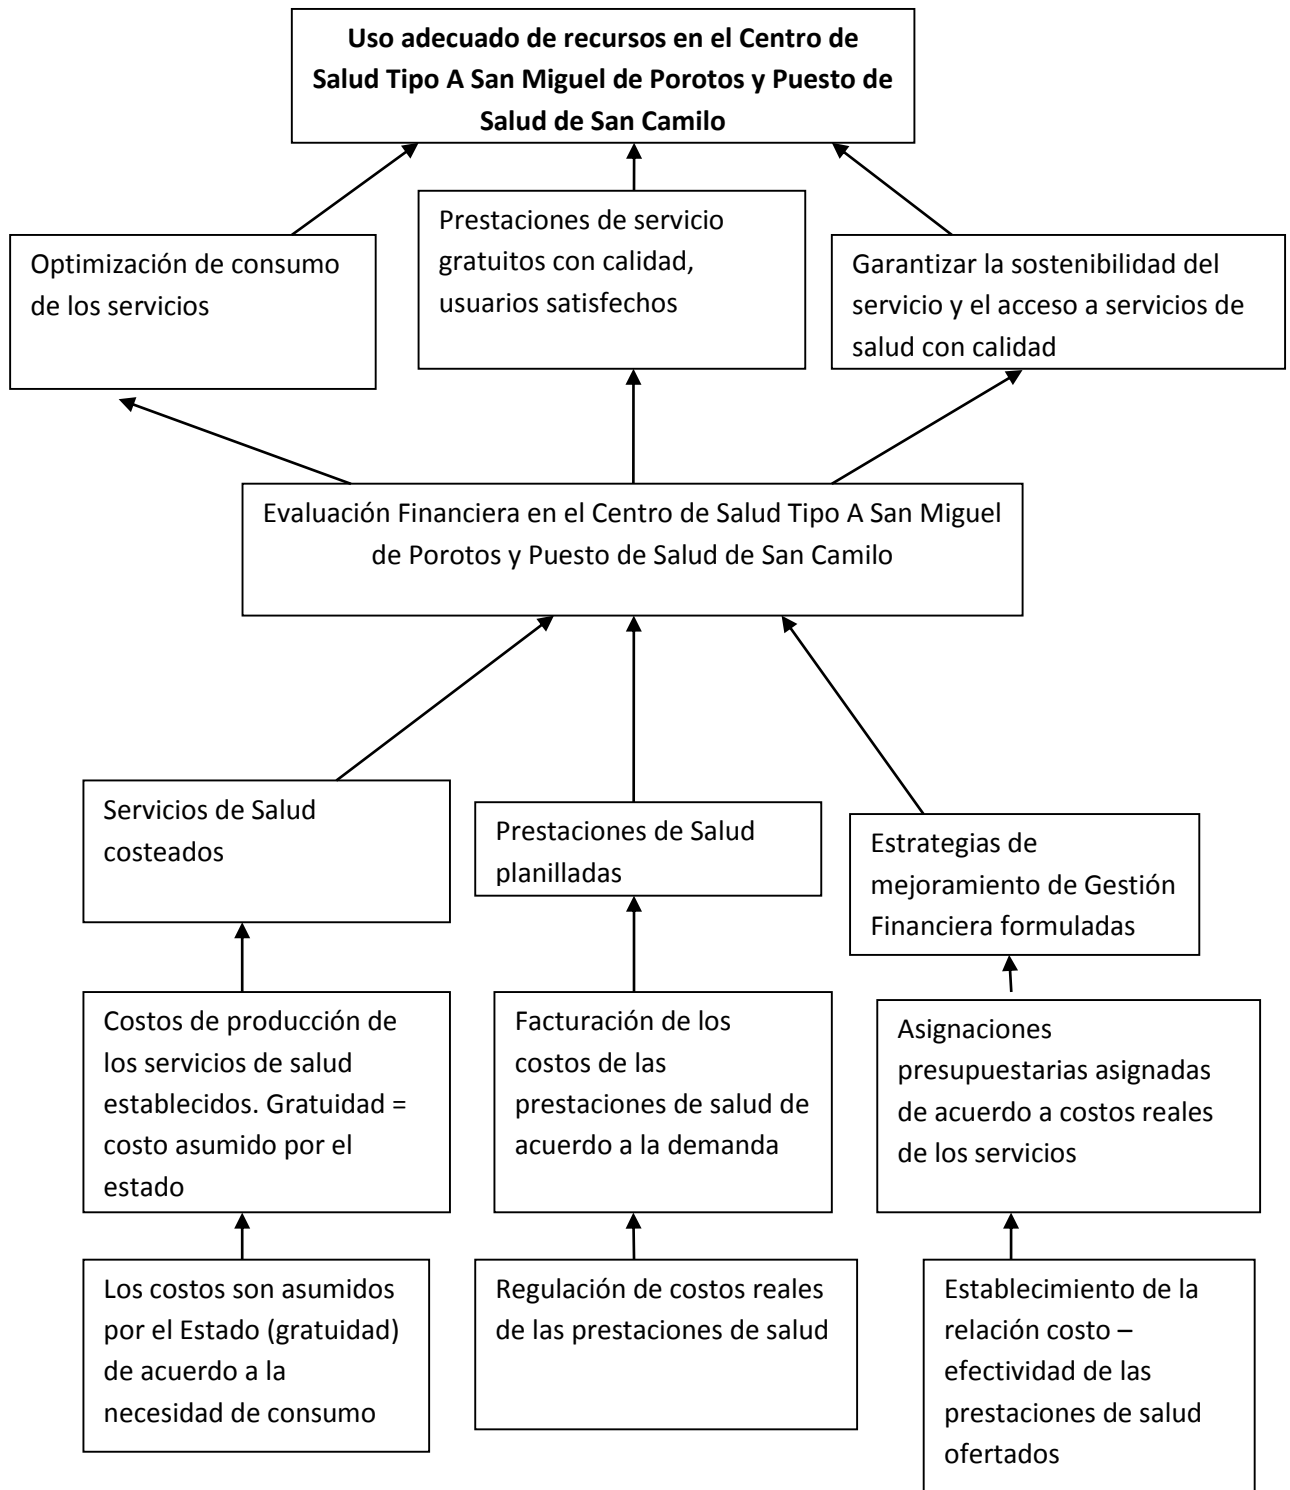 Uso adecuado de recursos en el Centro de
Salud Tipo A San Miguel de Porotos y Puesto de
Salud de San Camilo
Optimización de consumo
de los servicios
Prestaciones de servicio
gratuitos con calidad,
usuarios satisfechos
Garantizar la sostenibilidad del
servicio y el acceso a servicios de
salud con calidad
Evaluación Financiera en el Centro de Salud Tipo A San Miguel
de Porotos y Puesto de Salud de San Camilo
Servicios de Salud
costeados
Prestaciones de Salud
planilladas
Estrategias de
mejoramiento de Gestión
Financiera formuladas
Costos de producción de
los servicios de salud
establecidos. Gratuidad =
costo asumido por el
estado
Facturación de los
costos de las
prestaciones de salud de
acuerdo a la demanda
Asignaciones
presupuestarias asignadas
de acuerdo a costos reales
de los servicios
Los costos son asumidos
por el Estado (gratuidad)
de acuerdo a la
necesidad de consumo
Regulación de costos reales
de las prestaciones de salud
Establecimiento de la
relación costo –
efectividad de las
prestaciones de salud
ofertados